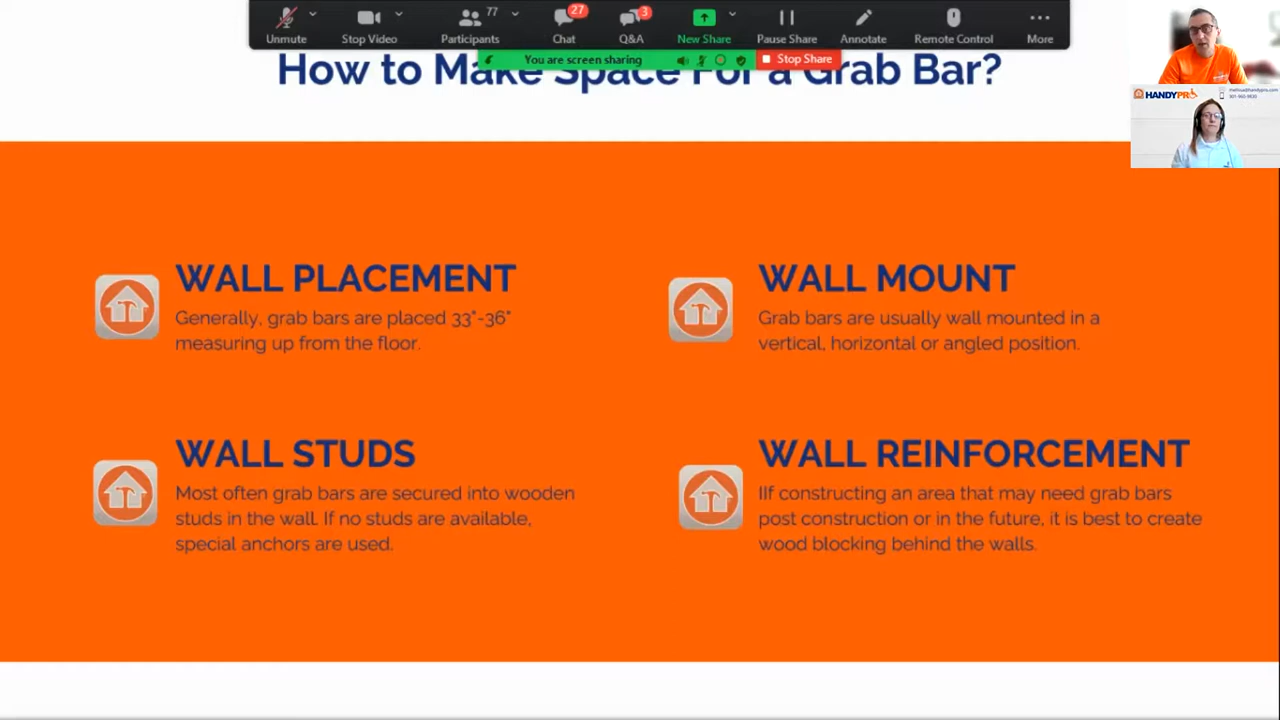 Unmute
Stop Video
77
Participants
27
Chat
3
Q&A
New Share
Pause Share
Annotate
Remote Control
More
You are screen sharing
Stop Share
How to Make Space For a Grab Bar?
HANDYPRO
WALL PLACEMENT
Generally, grab bars are placed 33"-36"
measuring up from the floor.
WALL MOUNT
Grab bars are usually wall mounted in a
vertical, horizontal or angled position.
WALL STUDS
Most often grab bars are secured into wooden
studs in the wall. If no studs are available,
special anchors are used.
WALL REINFORCEMENT
IIf constructing an area that may need grab bars
post construction or in the future, it is best to create
wood blocking behind the walls.